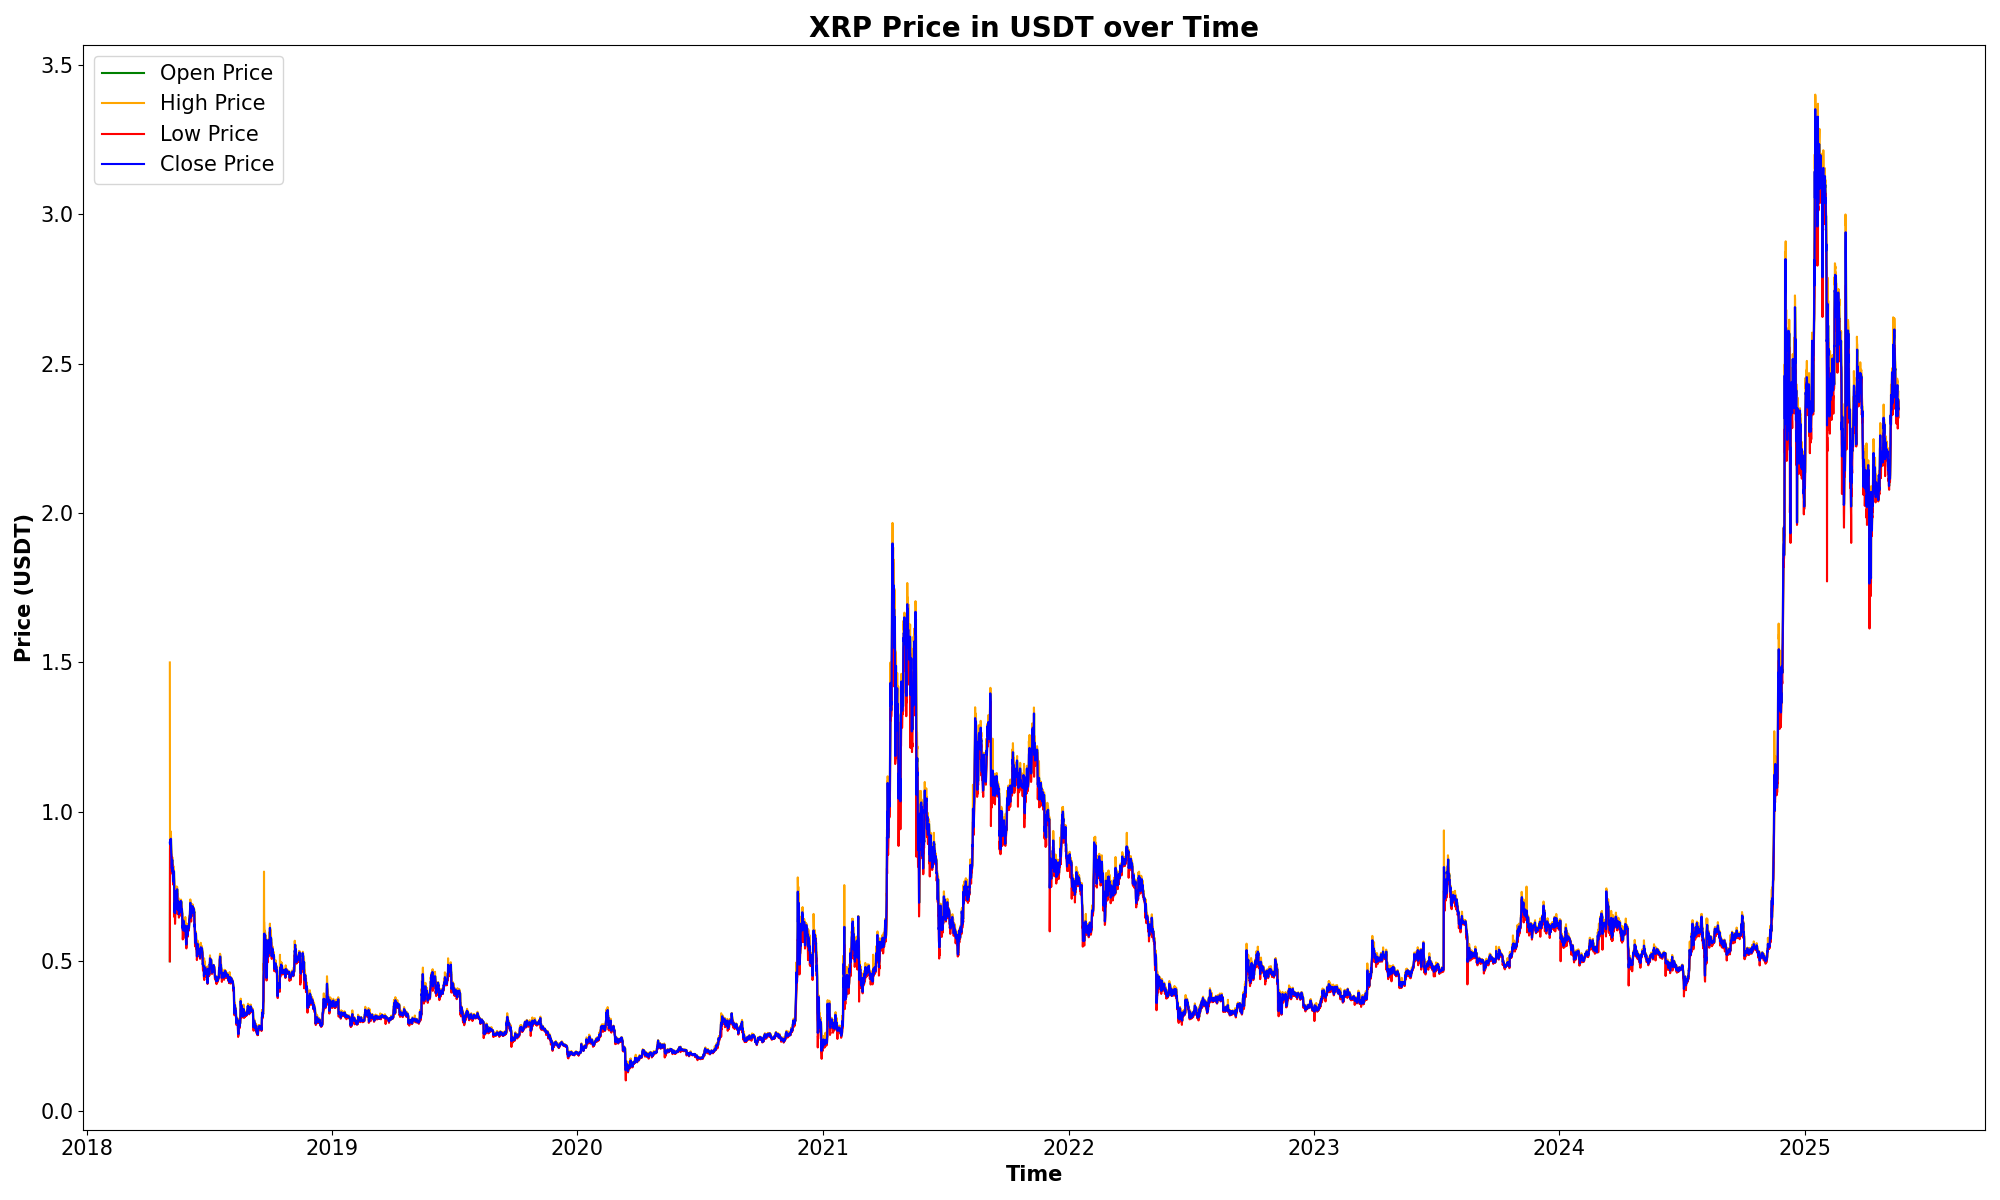 XRP Price in USDT over Time
Open Price
High Price
Low Price
Close Price
Price (USDT)
3.5
3.0
2.5
2.0
1.5
1.0
0.5
0.0
2018 2019 2020 2021 2022 2023 2024 2025
Time